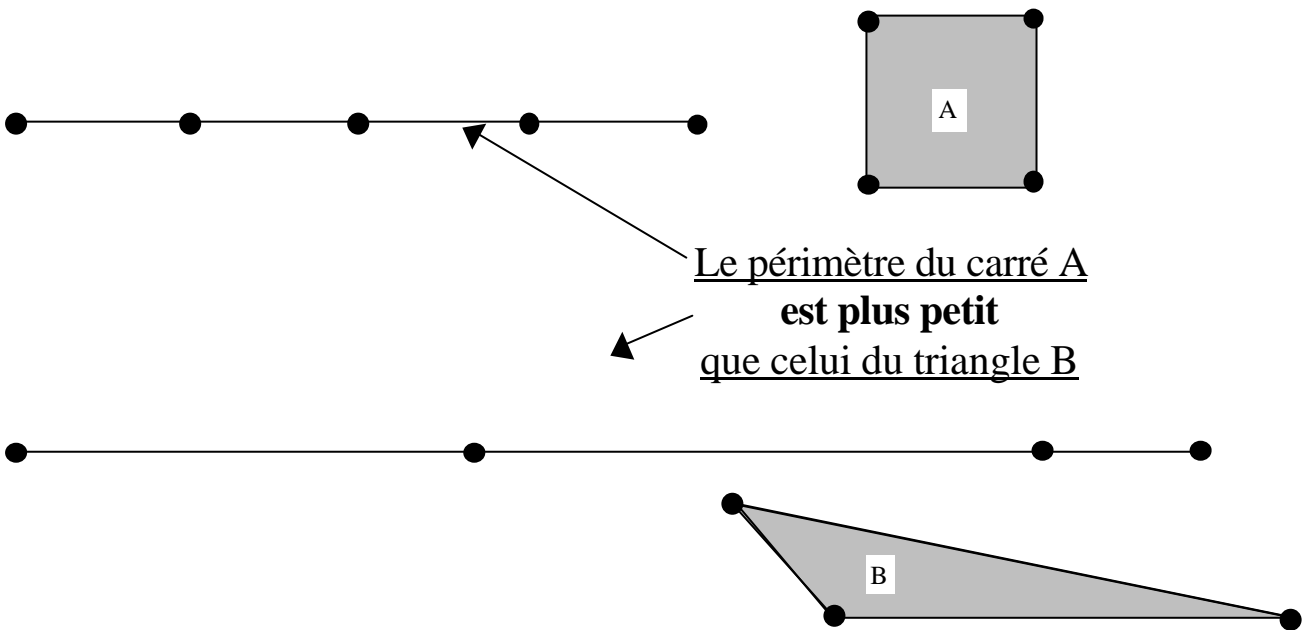 A
Le périmètre du carré A
est plus petit
que celui du triangle B
B